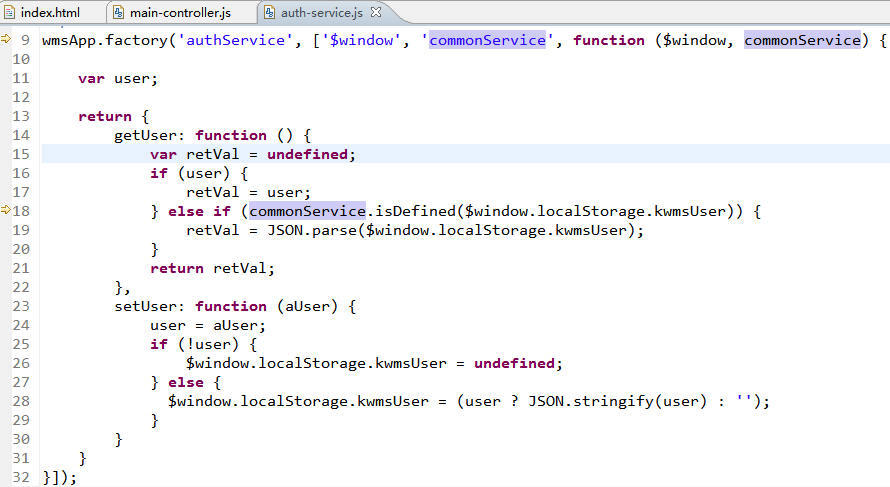 index.html main-controller.js auth-service.js
9 wmsApp.factory('authService', ['$window', 'commonService', function ($window, commonService) {
10
11     var user;
12
13     return {
14         getUser: function () {
15             var retVal = undefined;
16             if (user) {
17                 retVal = user;
18             } else if (commonService.isDefined($window.localStorage.kwmsUser)) {
19                 retVal = JSON.parse($window.localStorage.kwmsUser);
20             }
21             return retVal;
22         },
23         setUser: function (aUser) {
24             user = aUser;
25             if (!user) {
26                 $window.localStorage.kwmsUser = undefined;
27             } else {
28               $window.localStorage.kwmsUser = (user ? JSON.stringify(user) : '');
29             }
30         }
31     }
32 }]);